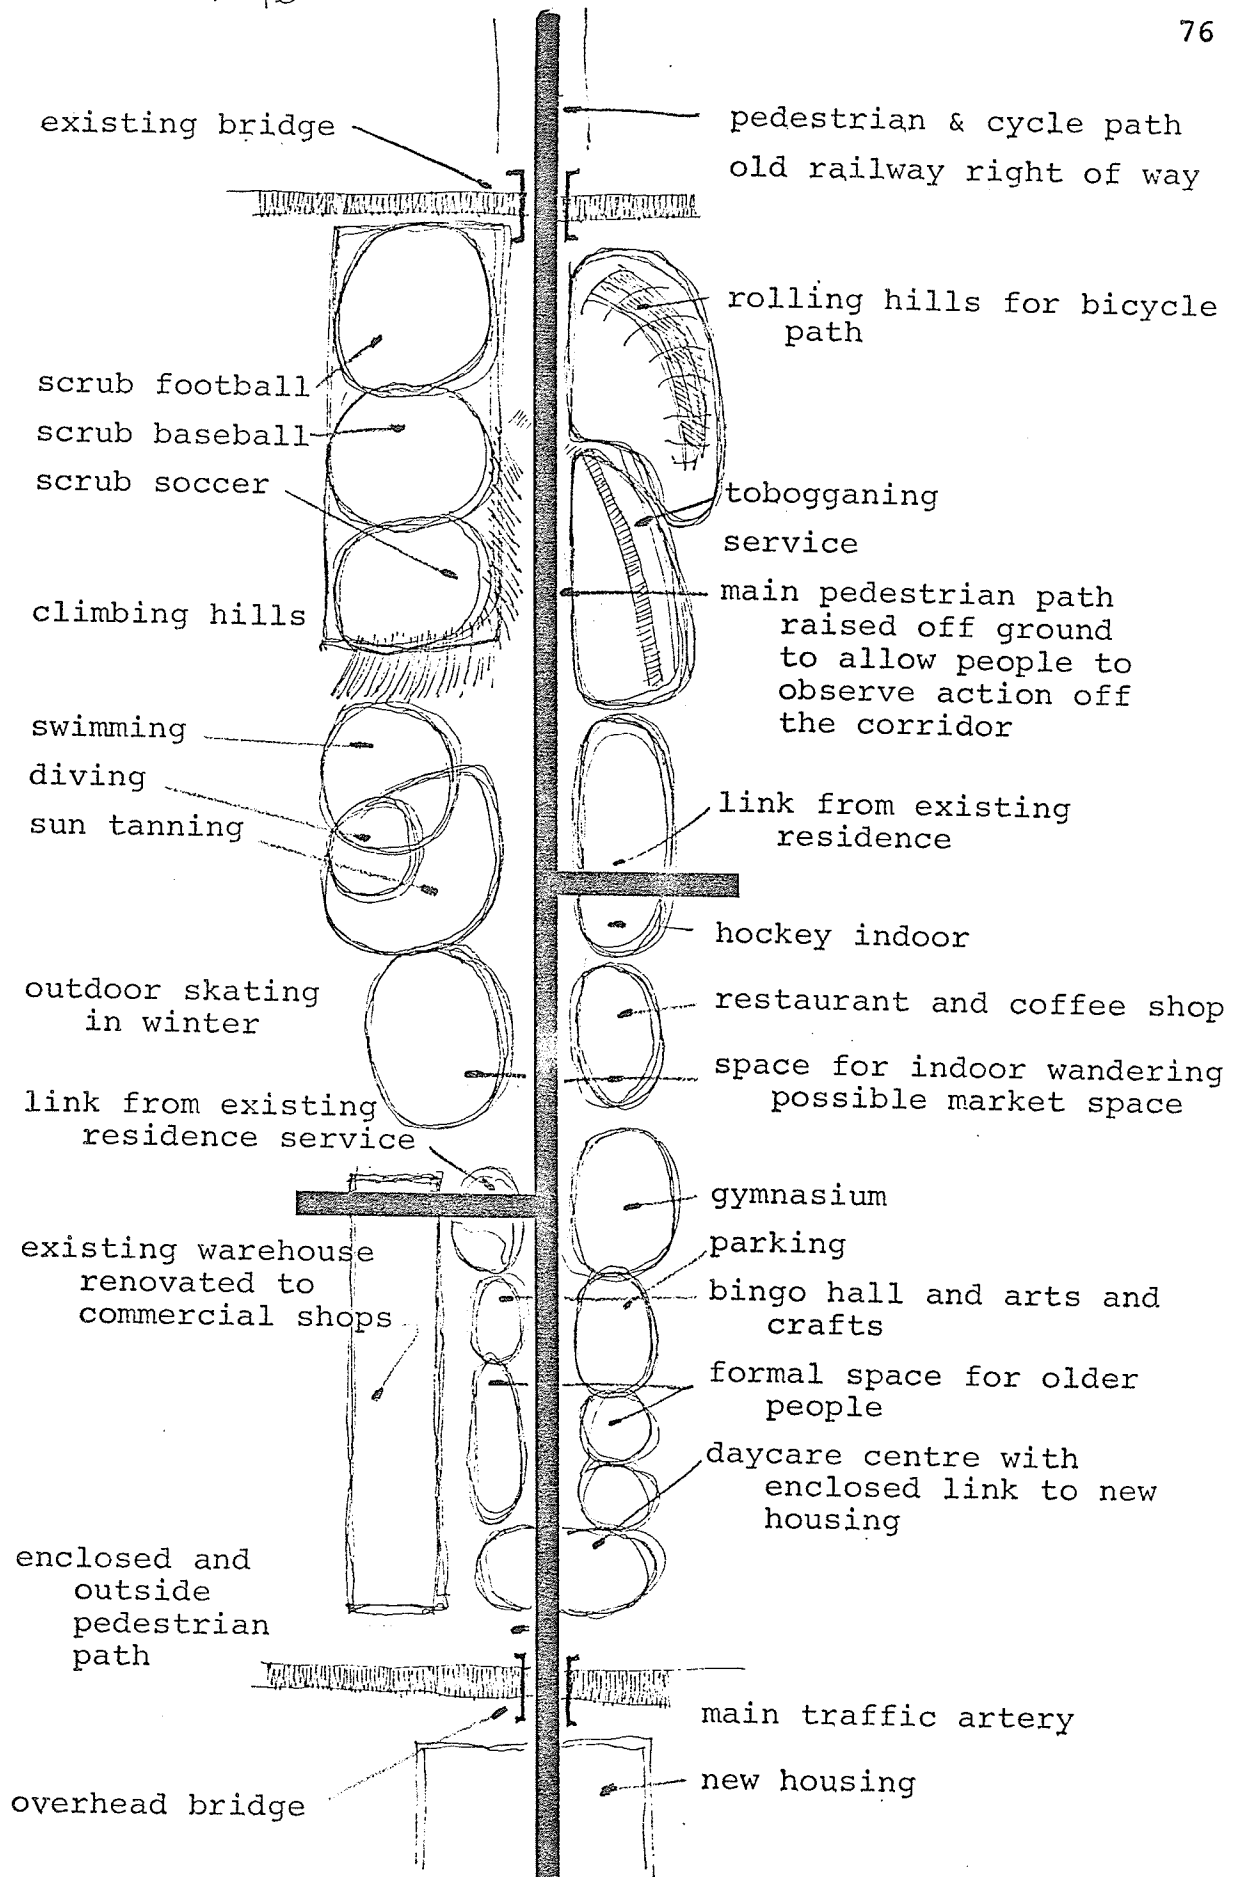 76
existing bridge
pedestrian & cycle path
old railway right of way
rolling hills for bicycle
path
scrub football
scrub baseball
scrub soccer
tobogganing
service
climbing hills
main pedestrian path
raised off ground
to allow people to
observe action off
the corridor
swimming
diving
sun tanning
link from existing
residence
hockey indoor
outdoor skating
in winter
restaurant and coffee shop
space for indoor wandering
possible market space
link from existing
residence service
gymnasium
parking
existing warehouse
renovated to
commercial shops
bingo hall and arts and
crafts
formal space for older
people
daycare centre with
enclosed link to new
housing
enclosed and
outside
pedestrian
path
main traffic artery
new housing
overhead bridge